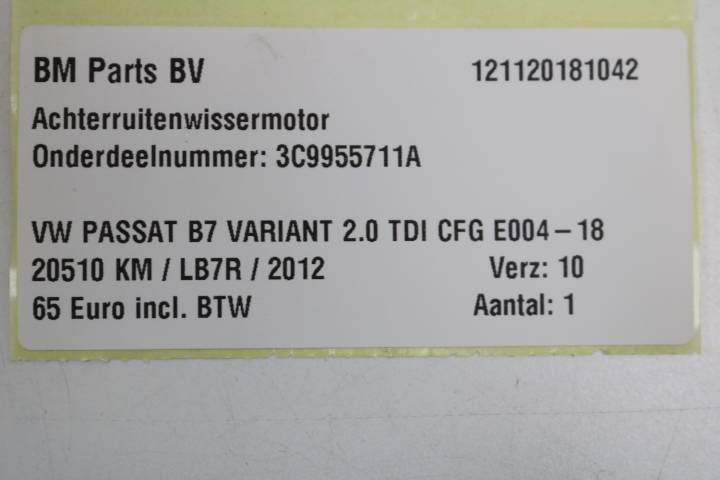 BM Parts BV 121120181042
Achterruitenwissermotor
Onderdeelnummer: 3C9955711A
VW PASSAT B7 VARIANT 2.0 TDI CFG E004-18
20510 KM / LB7R / 2012 Verz: 10
65 Euro incl. BTW Aantal: 1